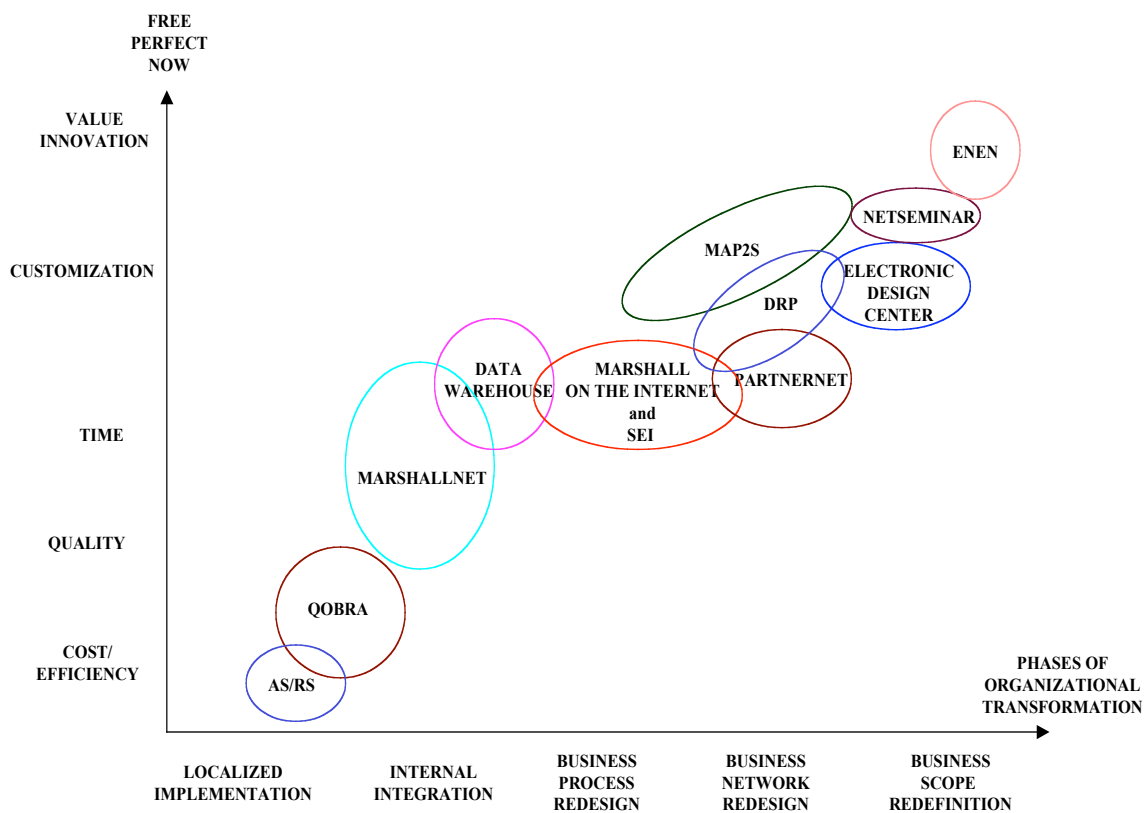 FREE
PERFECT
NOW
VALUE
INNOVATION
ENEN
NETSEMINAR
MAP2S
CUSTOMIZATION
ELECTRONIC
DESIGN
CENTER
DRP
DATA
WAREHOUSE
MARSHALL
ON THE INTERNET
and
SEI
PARTNERNET
TIME
MARSHALLNET
QUALITY
QOBRA
COST/
EFFICIENCY
AS/RS
PHASES OF
ORGANIZATIONAL
TRANSFORMATION
LOCALIZED
IMPLEMENTATION
INTERNAL
INTEGRATION
BUSINESS
PROCESS
REDESIGN
BUSINESS
NETWORK
REDESIGN
BUSINESS
SCOPE
REDEFINITION